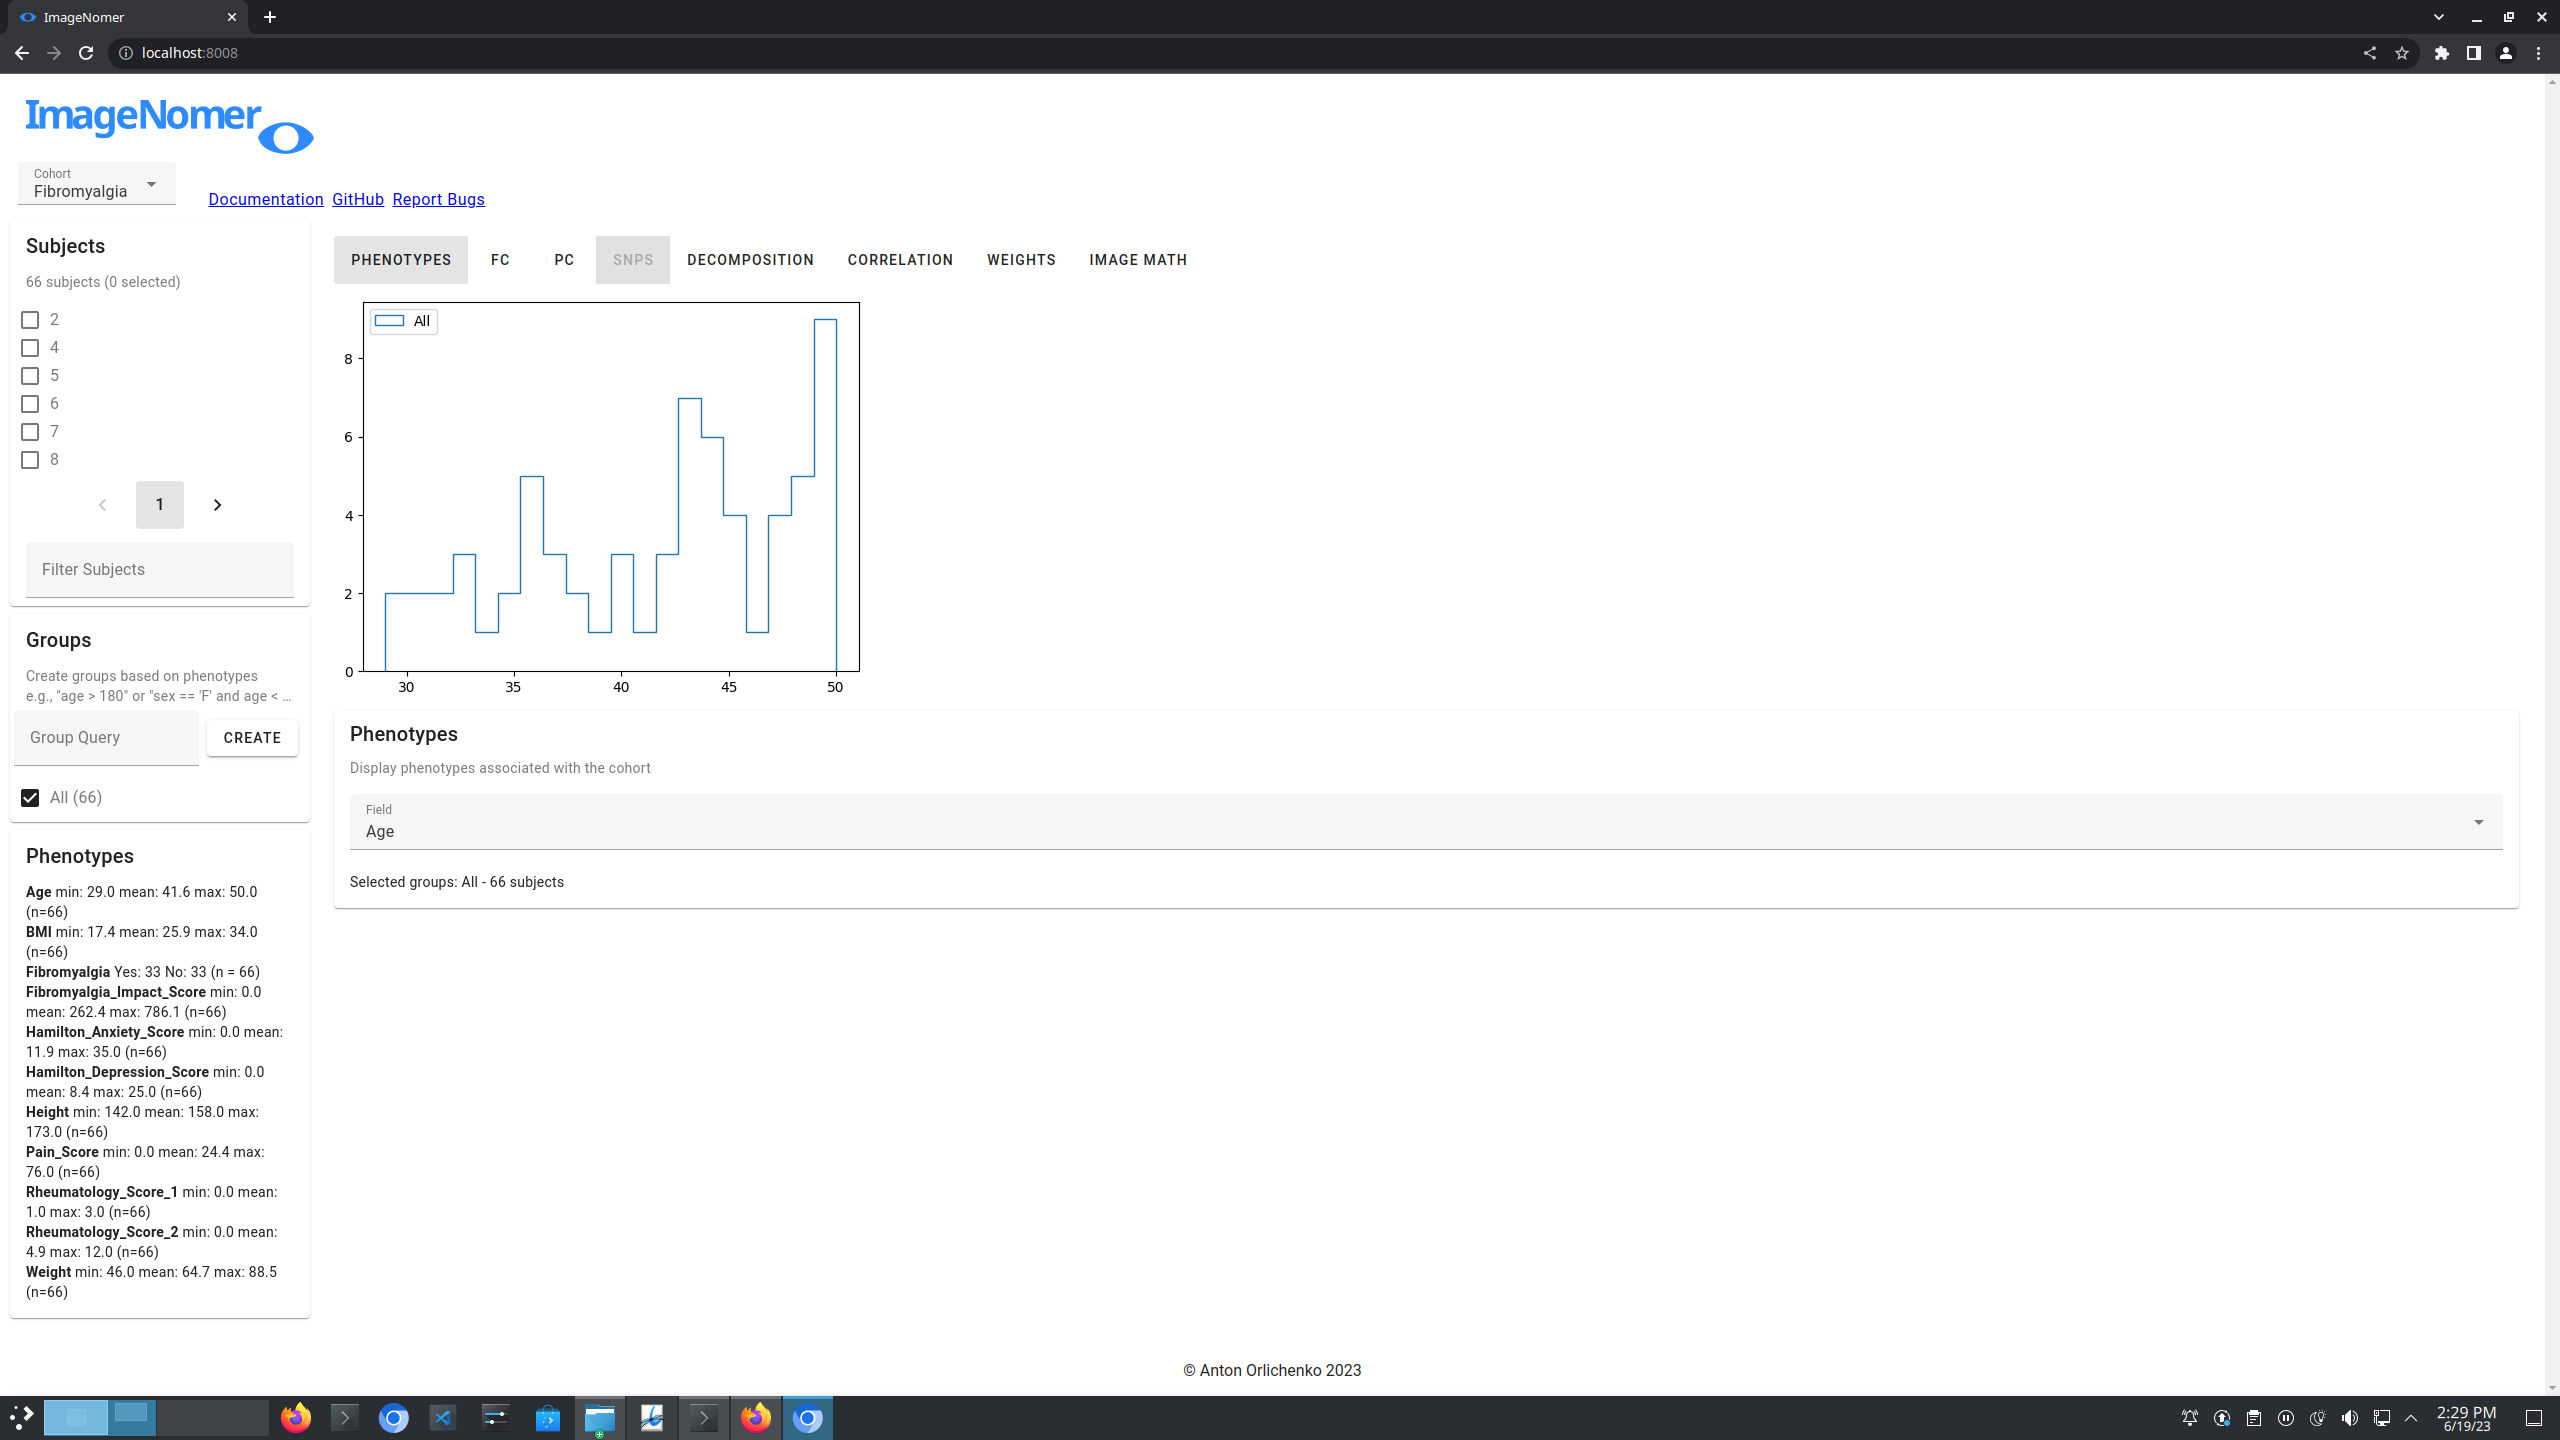 ImageNomer
localhost:8008
ImageNomer
Cohort
Fibromyalgia
Documentation GitHub Report Bugs
Subjects
66 subjects (0 selected)
2
4
5
6
7
8
1
Filter Subjects
Groups
Create groups based on phenotypes
e.g., "age > 180" or "sex == 'F' and age < …
Group Query
CREATE
All (66)
Phenotypes
Age min: 29.0 mean: 41.6 max: 50.0
(n=66)
BMI min: 17.4 mean: 25.9 max: 34.0
(n=66)
Fibromyalgia Yes: 33 No: 33 (n = 66)
Fibromyalgia_Impact_Score min: 0.0
mean: 262.4 max: 786.1 (n=66)
Hamilton_Anxiety_Score min: 0.0 mean:
11.9 max: 35.0 (n=66)
Hamilton_Depression_Score min: 0.0
mean: 8.4 max: 25.0 (n=66)
Height min: 142.0 mean: 158.0 max:
173.0 (n=66)
Pain_Score min: 0.0 mean: 24.4 max:
76.0 (n=66)
Rheumatology_Score_1 min: 0.0 mean:
1.0 max: 3.0 (n=66)
Rheumatology_Score_2 min: 0.0 mean:
4.9 max: 12.0 (n=66)
Weight min: 46.0 mean: 64.7 max: 88.5
(n=66)
PHENOTYPES FC PC SNPS DECOMPOSITION CORRELATION WEIGHTS IMAGE MATH
All
8
6
4
2
0
30 35 40 45 50
Phenotypes
Display phenotypes associated with the cohort
Field
Age
Selected groups: All - 66 subjects
© Anton Orlichenko 2023
2:29 PM
6/19/23